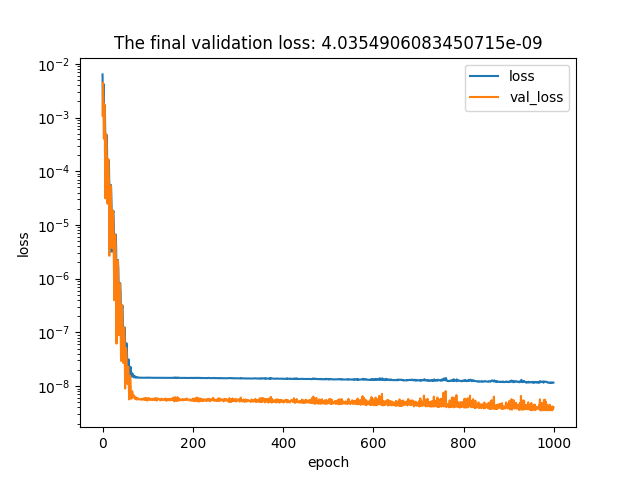 The final validation loss: 4.0354906083450715e-09
loss
val_loss
10⁻²
10⁻³
10⁻⁴
10⁻⁵
10⁻⁶
10⁻⁷
10⁻⁸
loss
0 200 400 600 800 1000
epoch